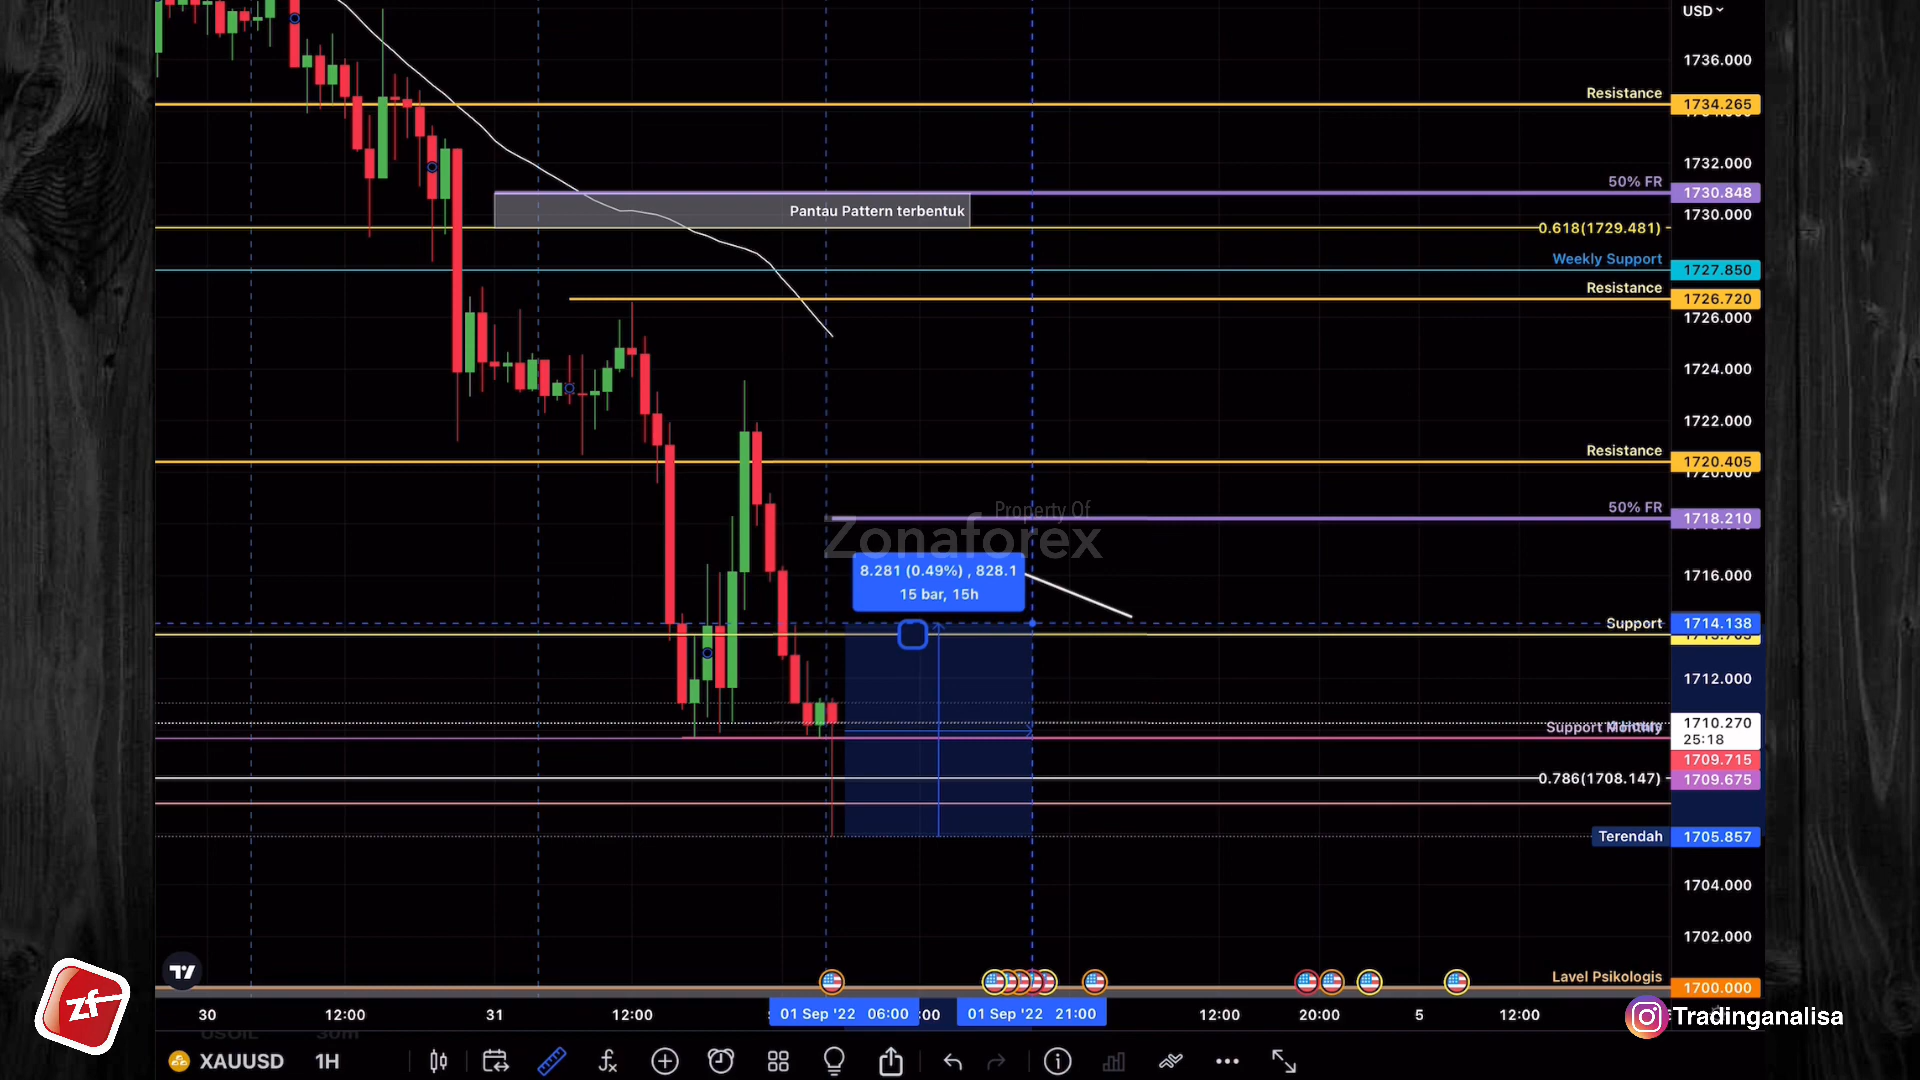 USD
1736.000
Resistance
1734.265
1732.000
50% FR
1730.848
Pantau Pattern terbentuk
1730.000
0.618(1729.481)
Weekly Support
1727.850
Resistance
1726.720
1726.000
1724.000
1722.000
Resistance
1720.405
50% FR
1718.210
Property Of
Zonaforex
8.281 (0.49%) , 828.1
15 bar, 15h
1716.000
Support
1714.138
1712.000
1710.270
Support Monthly
25:18
1709.715
0.786(1708.147)
1709.675
Terendah
1705.857
1704.000
1702.000
Lavel Psikologis
1700.000
30
12:00
31
12:00
01 Sep '22 06:00
01 Sep '22 21:00
12:00
20:00
5
12:00
zf
Tradinganalisa
XAUUSD
1H